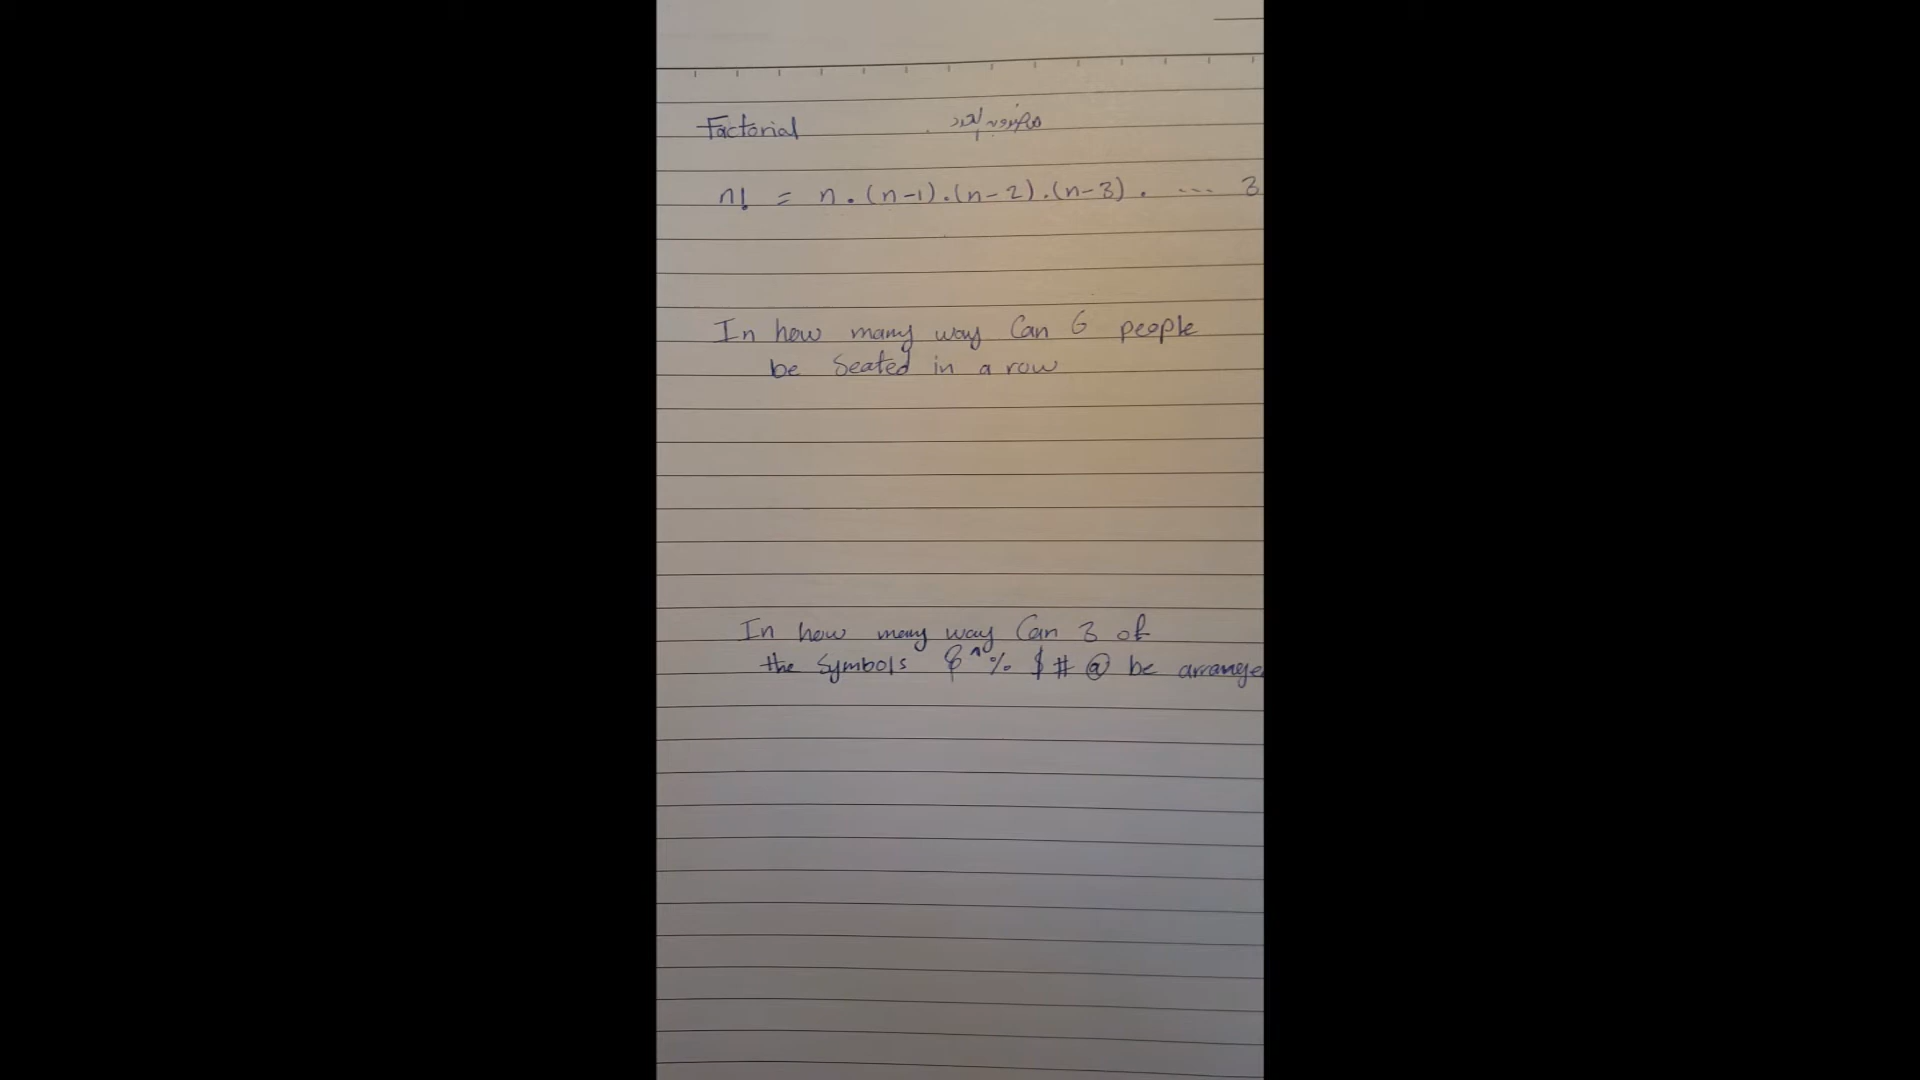 Factorial
n! = n.(n-1).(n-2).(n-3). ... 3
In how many way Can 6 people
be Seated in a row
In how many way Can 3 of
the Symbols & ^ % $ # @ be arrange